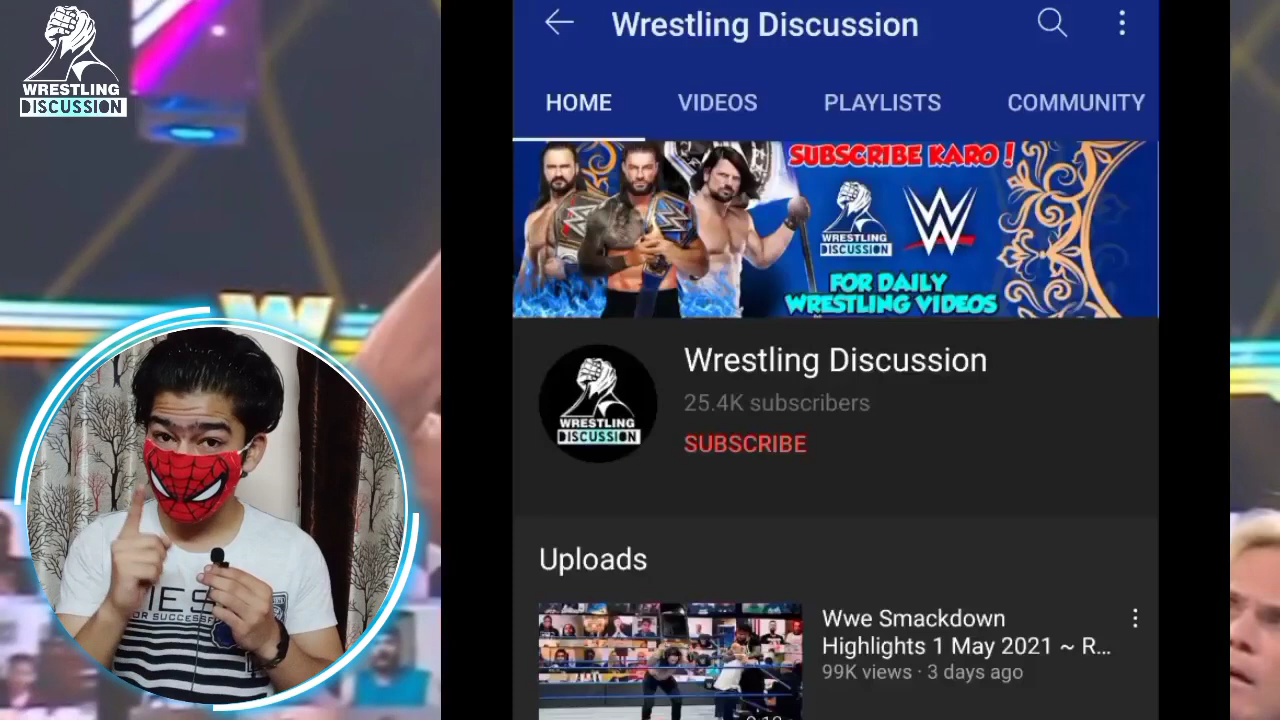 WRESTLING
DISCUSSION
Wrestling Discussion
HOME
VIDEOS
PLAYLISTS
COMMUNITY
SUBSCRIBE KARO !
WRESTLING
DISCUSSION
W
FOR DAILY
WRESTLING VIDEOS
Wrestling Discussion
25.4K subscribers
SUBSCRIBE
WRESTLING
DISCUSSION
Uploads
Wwe Smackdown
Highlights 1 May 2021 ~ R...
99K views · 3 days ago